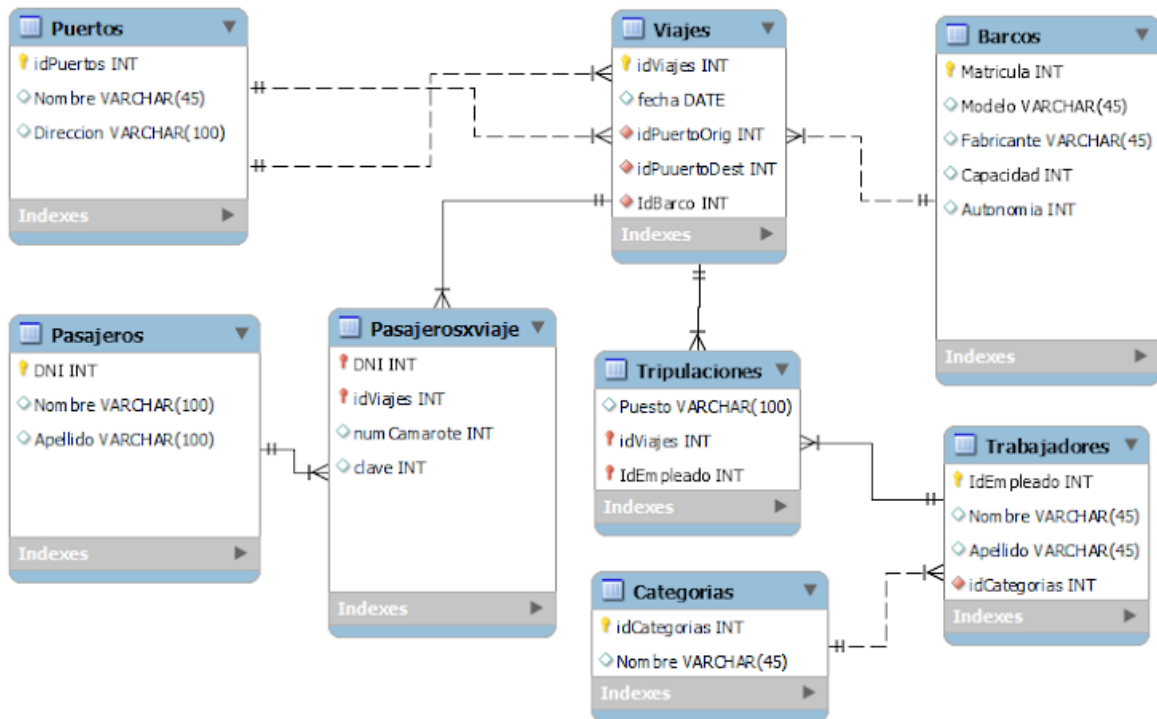 Puertos
idPuertos INT
Nombre VARCHAR(45)
Direccion VARCHAR(100)
Indexes
Viajes
idViajes INT
fecha DATE
idPuertoOrig INT
idPuuertoDest INT
IdBarco INT
Indexes
Barcos
Matricula INT
Modelo VARCHAR(45)
Fabricante VARCHAR(45)
Capacidad INT
Autonomia INT
Indexes
Pasajeros
DNI INT
Nombre VARCHAR(100)
Apellido VARCHAR(100)
Indexes
Pasajerosxviaje
DNI INT
idViajes INT
numCamarote INT
clave INT
Indexes
Tripulaciones
Puesto VARCHAR(100)
idViajes INT
IdEmpleado INT
Indexes
Trabajadores
IdEmpleado INT
Nombre VARCHAR(45)
Apellido VARCHAR(45)
idCategorias INT
Indexes
Categorias
idCategorias INT
Nombre VARCHAR(45)
Indexes